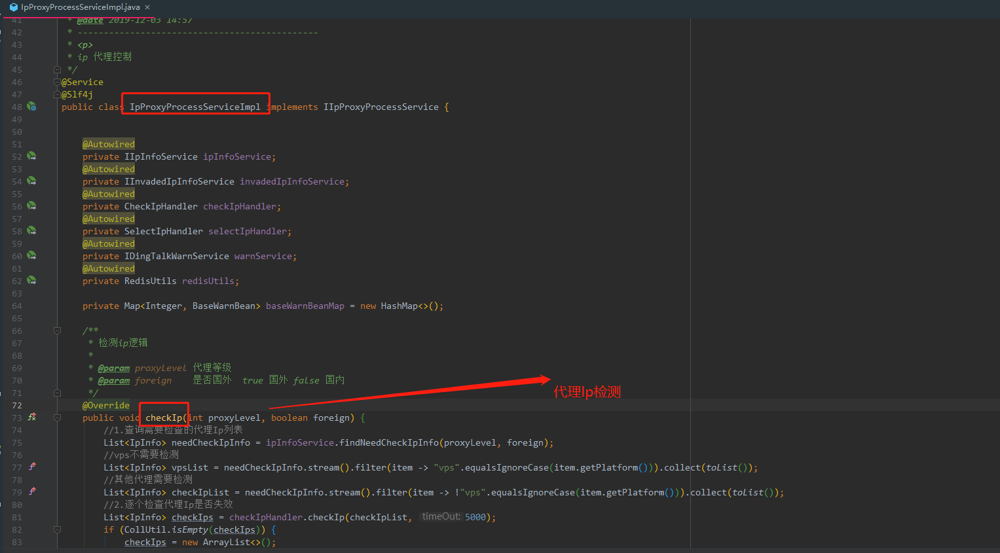 IpProxyProcessServiceImpl.java ×
41 * @date 2019-12-03 14:57
42 * ----------------------------------------------
43 * <p>
44 * ip 代理控制
45 */
46 @Service
47 @Slf4j
48 public class IpProxyProcessServiceImpl implements IIpProxyProcessService {
49
50
51 @Autowired
52 private IIpInfoService ipInfoService;
53 @Autowired
54 private IInvadedIpInfoService invadedIpInfoService;
55 @Autowired
56 private CheckIpHandler checkIpHandler;
57 @Autowired
58 private SelectIpHandler selectIpHandler;
59 @Autowired
60 private IDingTalkWarnService warnService;
61 @Autowired
62 private RedisUtils redisUtils;
63
64 private Map<Integer, BaseWarnBean> baseWarnBeanMap = new HashMap<>();
65
66 /**
67 * 检测ip逻辑
68 *
69 * @param proxyLevel 代理等级
70 * @param foreign 是否国外 true 国外 false 国内
71 */
代理Ip检测
72 @Override
73 public void checkIp(int proxyLevel, boolean foreign) {
74 //1.查询需要检查的代理Ip列表
75 List<IpInfo> needCheckIpInfo = ipInfoService.findNeedCheckIpInfo(proxyLevel, foreign);
76 //vps不需要检测
77 List<IpInfo> vpsList = needCheckIpInfo.stream().filter(item -> "vps".equalsIgnoreCase(item.getPlatform())).collect(toList());
78 //其他代理需要检测
79 List<IpInfo> checkIpList = needCheckIpInfo.stream().filter(item -> !"vps".equalsIgnoreCase(item.getPlatform())).collect(toList());
80 //2.逐个检查代理Ip是否失效
81 List<IpInfo> checkIps = checkIpHandler.checkIp(checkIpList, timeOut: 5000);
82 if (CollUtil.isEmpty(checkIps)) {
83 checkIps = new ArrayList<>();